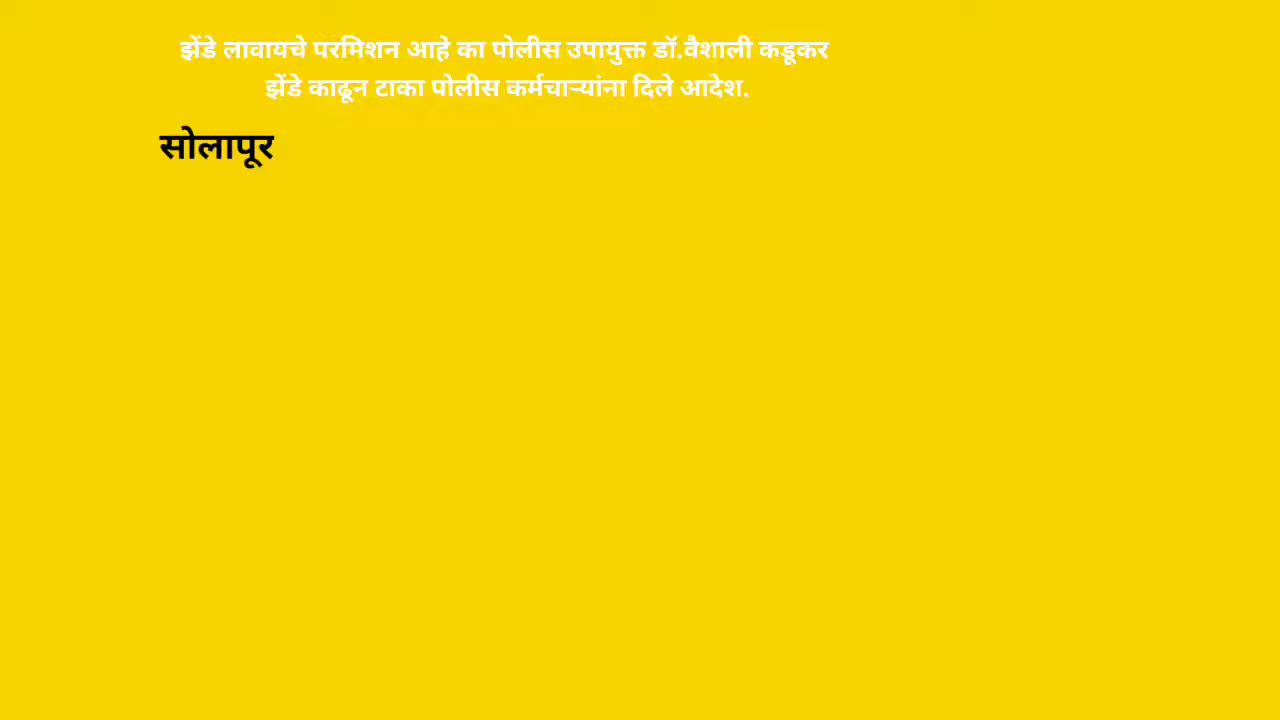 झेंडे लावायचे परमिशन आहे का पोलीस उपायुक्त डॉ.वैशाली कडूकर
झेंडे काढून टाका पोलीस कर्मचाऱ्यांना दिले आदेश.
सोलापूर